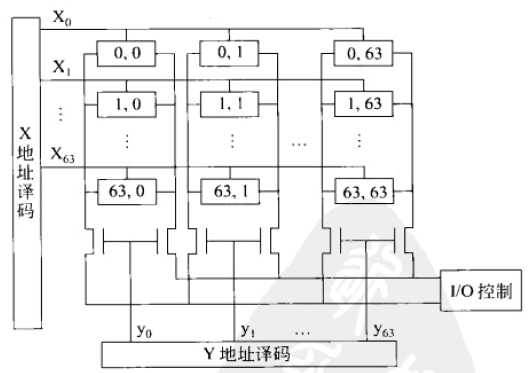 X₀
0, 0
0, 1
0, 63
X₁
1, 0
1, 1
1, 63
⋮
⋮
⋮
...
⋮
X₆₃
63, 0
63, 1
63, 63
X地址译码
I/O 控制
y₀
y₁
...
y₆₃
Y 地址译码